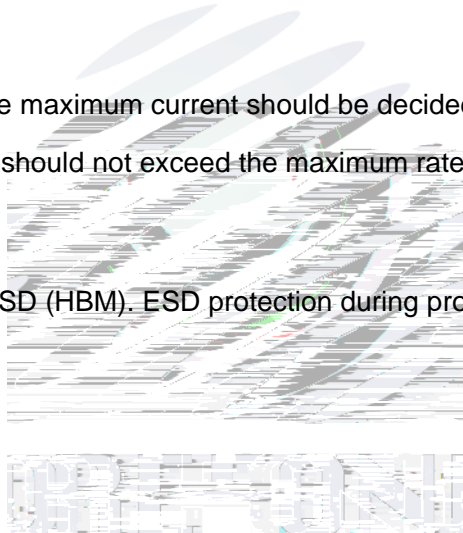 e maximum current should be decided
should not exceed the maximum rate
SD (HBM). ESD protection during pro